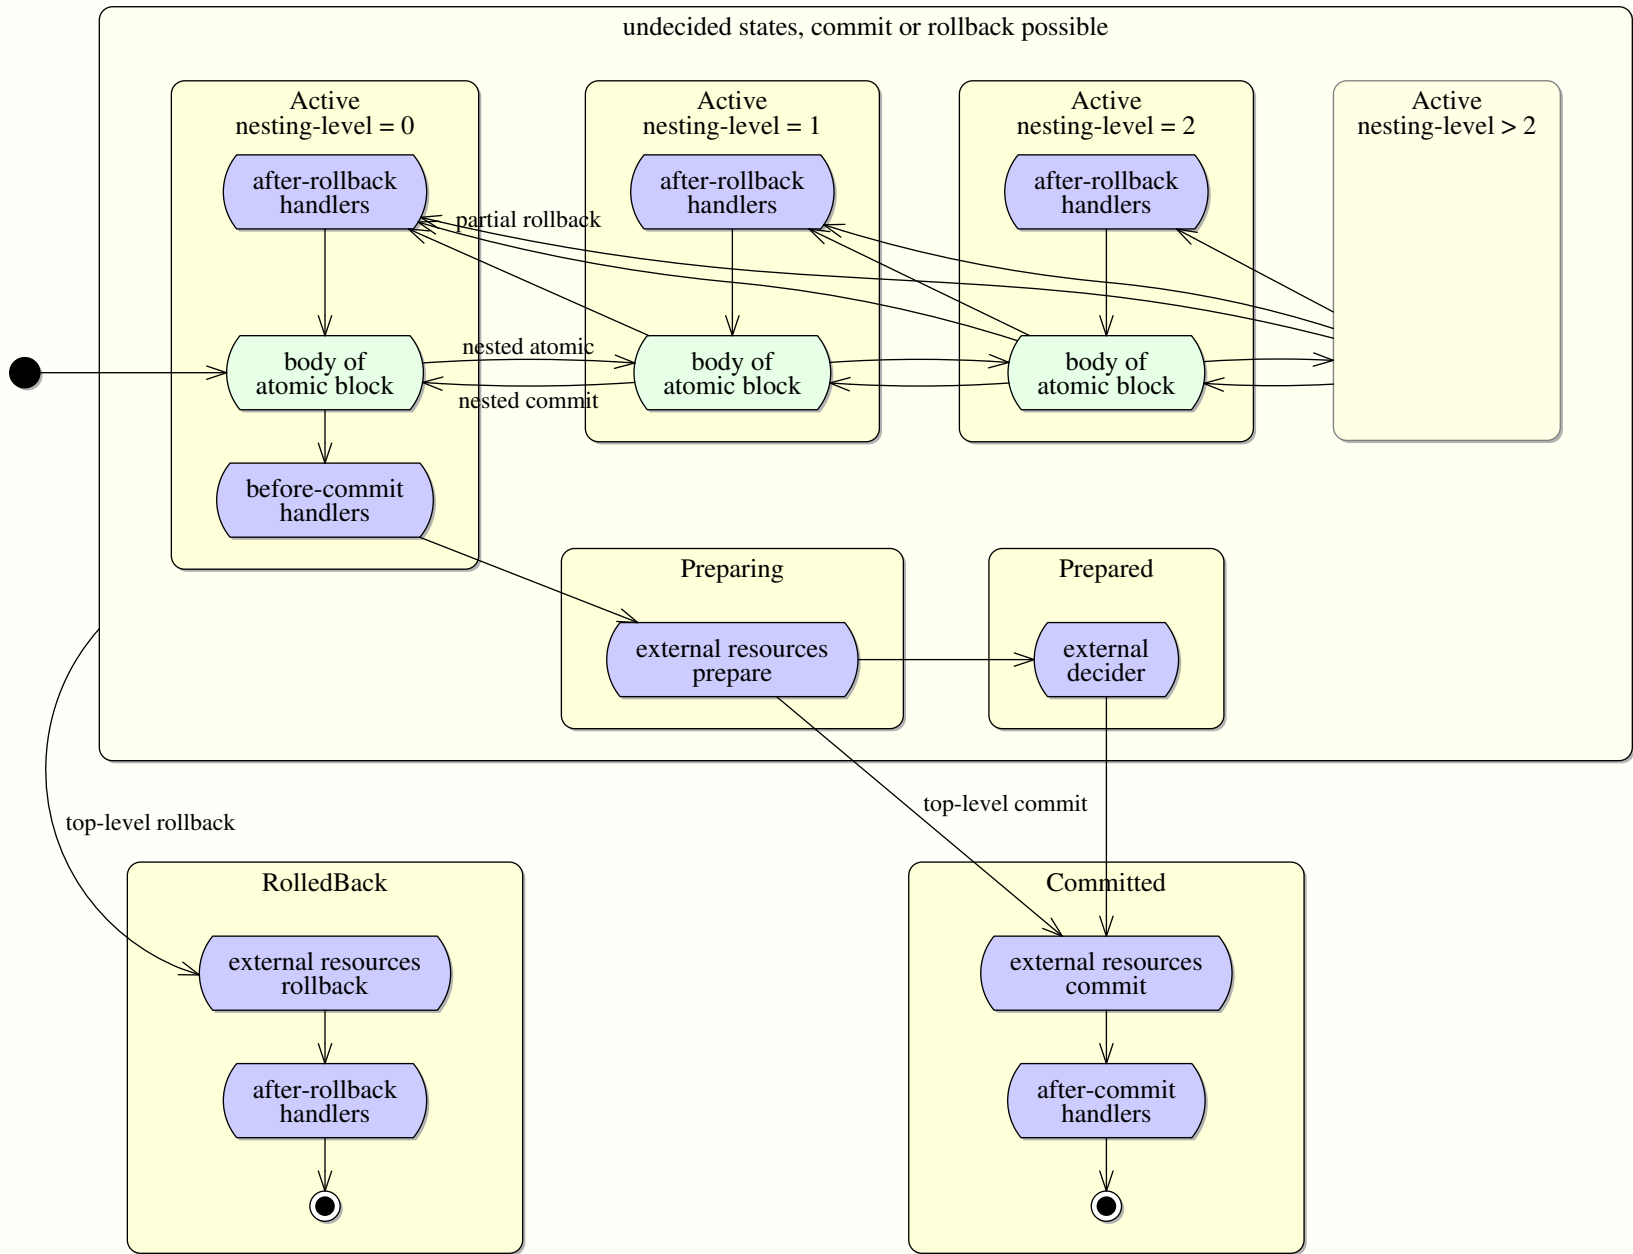 undecided states, commit or rollback possible
Active
nesting-level = 0
Active
nesting-level = 1
Active
nesting-level = 2
Active
nesting-level > 2
after-rollback
handlers
after-rollback
handlers
after-rollback
handlers
partial rollback
nested atomic
body of
atomic block
body of
atomic block
body of
atomic block
nested commit
before-commit
handlers
Preparing
Prepared
external resources
prepare
external
decider
top-level commit
top-level rollback
RolledBack
Committed
external resources
rollback
external resources
commit
after-rollback
handlers
after-commit
handlers